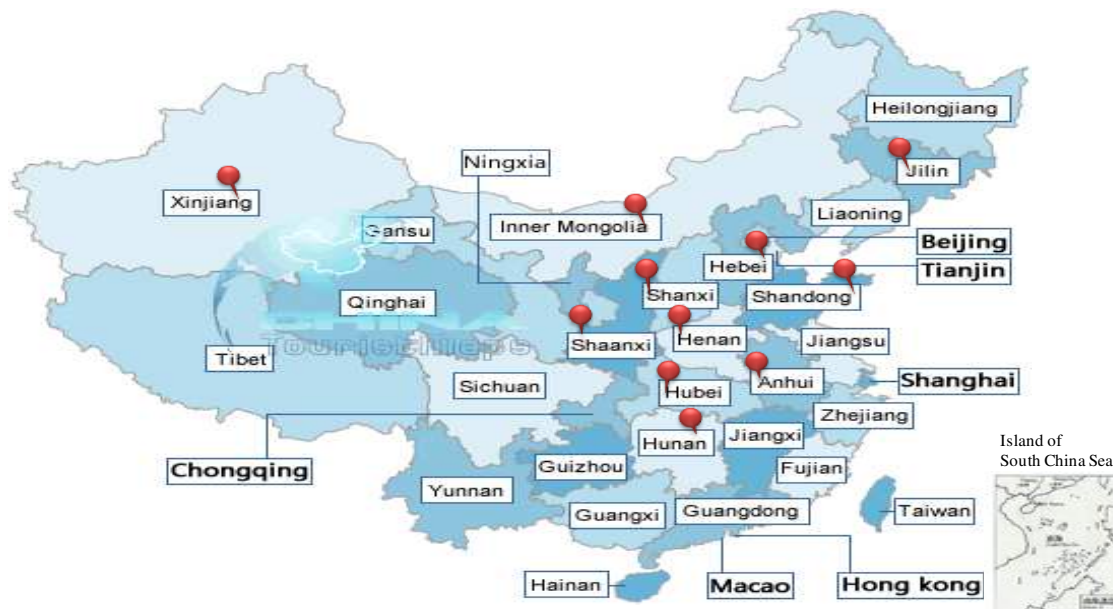 Heilongjiang
Ningxia
Jilin
Xinjiang
Liaoning
Gansu
Inner Mongolia
Beijing
Hebei
Tianjin
Qinghai
Shanxi
Shandong
Henan
Jiangsu
Shaanxi
Tibet
Sichuan
Hubei
Anhui
Shanghai
Zhejiang
Hunan
Jiangxi
Island of
South China Sea
Chongqing
Guizhou
Fujian
Yunnan
Guangxi
Guangdong
Taiwan
Hainan
Macao
Hong kong